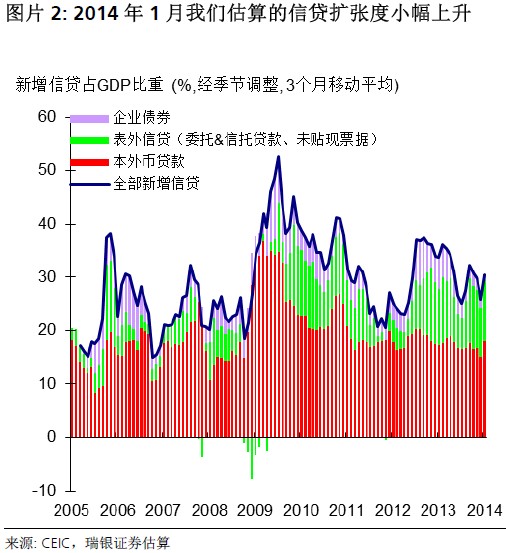 图片 2: 2014 年 1 月我们估算的信贷扩张度小幅上升
新增信贷占GDP比重 (%,经季节调整, 3个月移动平均)
60
50
40
30
20
10
0
-10
企业债券
表外信贷（委托&信托贷款、未贴现票据）
本外币贷款
全部新增信贷
2005 2006 2007 2008 2009 2010 2011 2012 2013 2014
来源: CEIC，瑞银证券估算